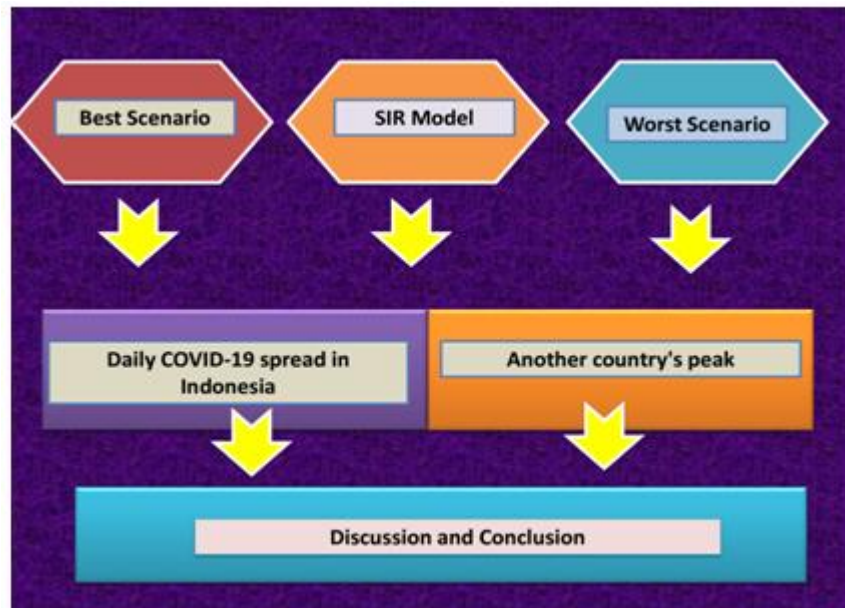 Best Scenario
SIR Model
Worst Scenario
Daily COVID-19 spread in
Indonesia
Another country's peak
Discussion and Conclusion